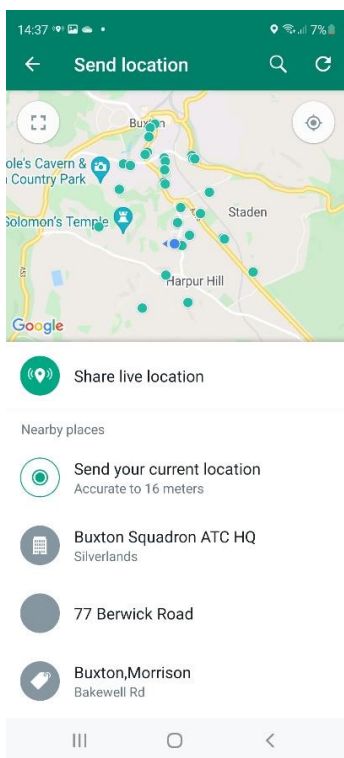 14:37
7%
Send location
Buxton
ole's Cavern &
Country Park
Solomon's Temple
Staden
A53
Harpur Hill
Google
Share live location
Nearby places
Send your current location
Accurate to 16 meters
Buxton Squadron ATC HQ
Silverlands
77 Berwick Road
Buxton,Morrison
Bakewell Rd